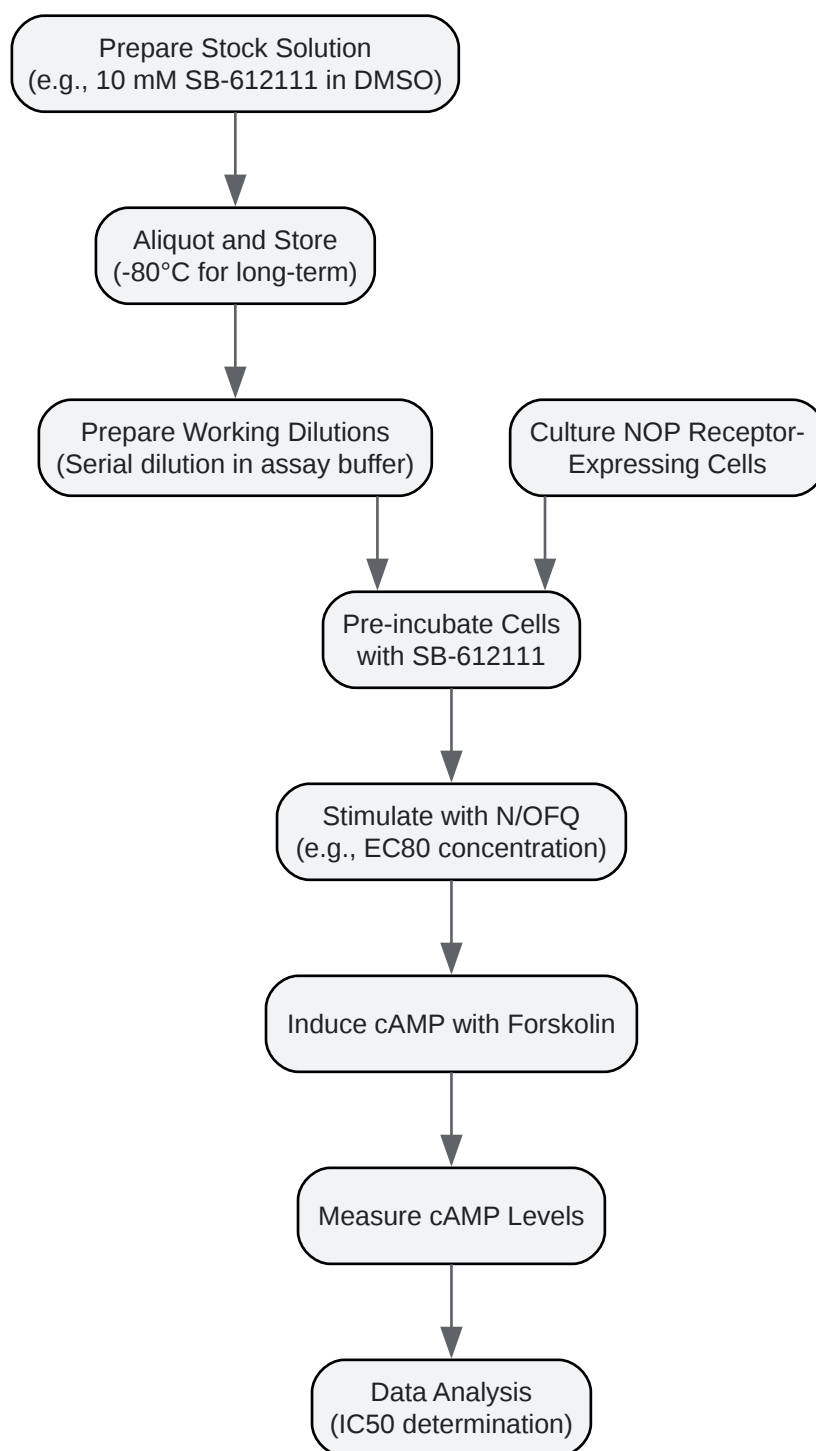 Prepare Stock Solution
(e.g., 10 mM SB-612111 in DMSO)
Aliquot and Store
(-80°C for long-term)
Prepare Working Dilutions
(Serial dilution in assay buffer)
Culture NOP Receptor-
Expressing Cells
Pre-incubate Cells
with SB-612111
Stimulate with N/OFQ
(e.g., EC80 concentration)
Induce cAMP with Forskolin
Measure cAMP Levels
Data Analysis
(IC50 determination)